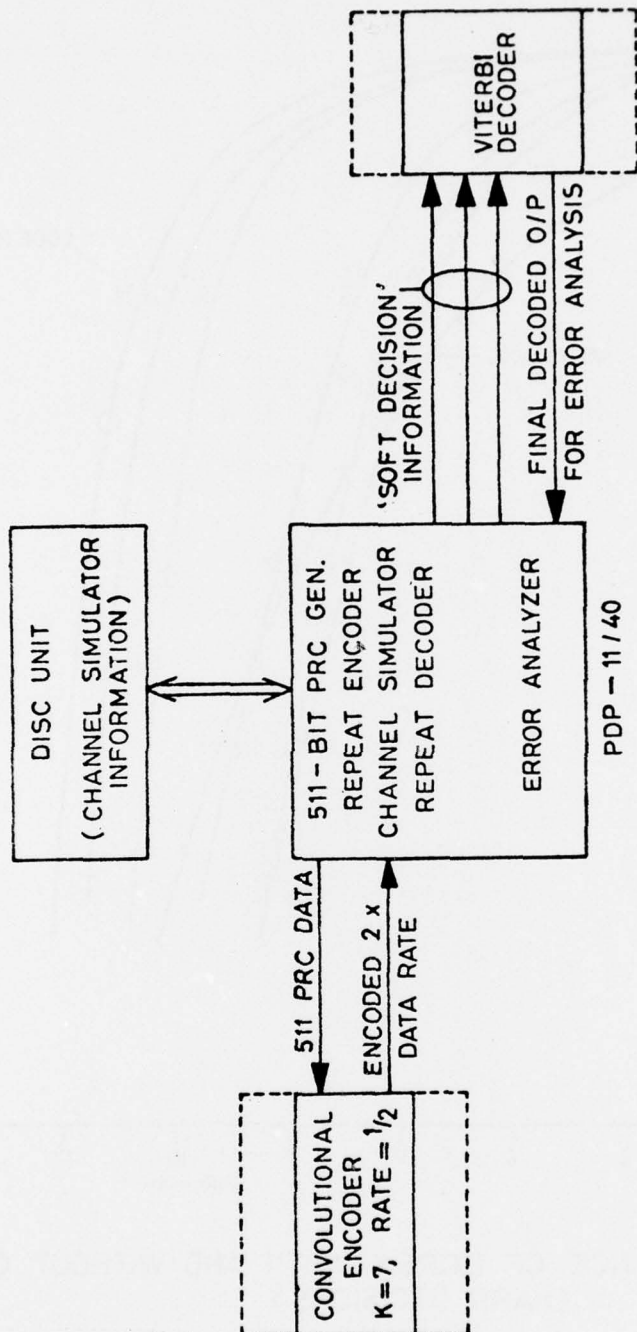 DISC UNIT
(CHANNEL SIMULATOR
INFORMATION)
CONVOLUTIONAL
ENCODER
K=7, RATE = 1/2
511 PRC DATA
ENCODED 2 x
DATA RATE
511-BIT PRC GEN.
REPEAT ENCODER
CHANNEL SIMULATOR
REPEAT DECODER
ERROR ANALYZER
PDP-11/40
'SOFT DECISION'
INFORMATION
FINAL DECODED O/P
FOR ERROR ANALYSIS
VITERBI
DECODER